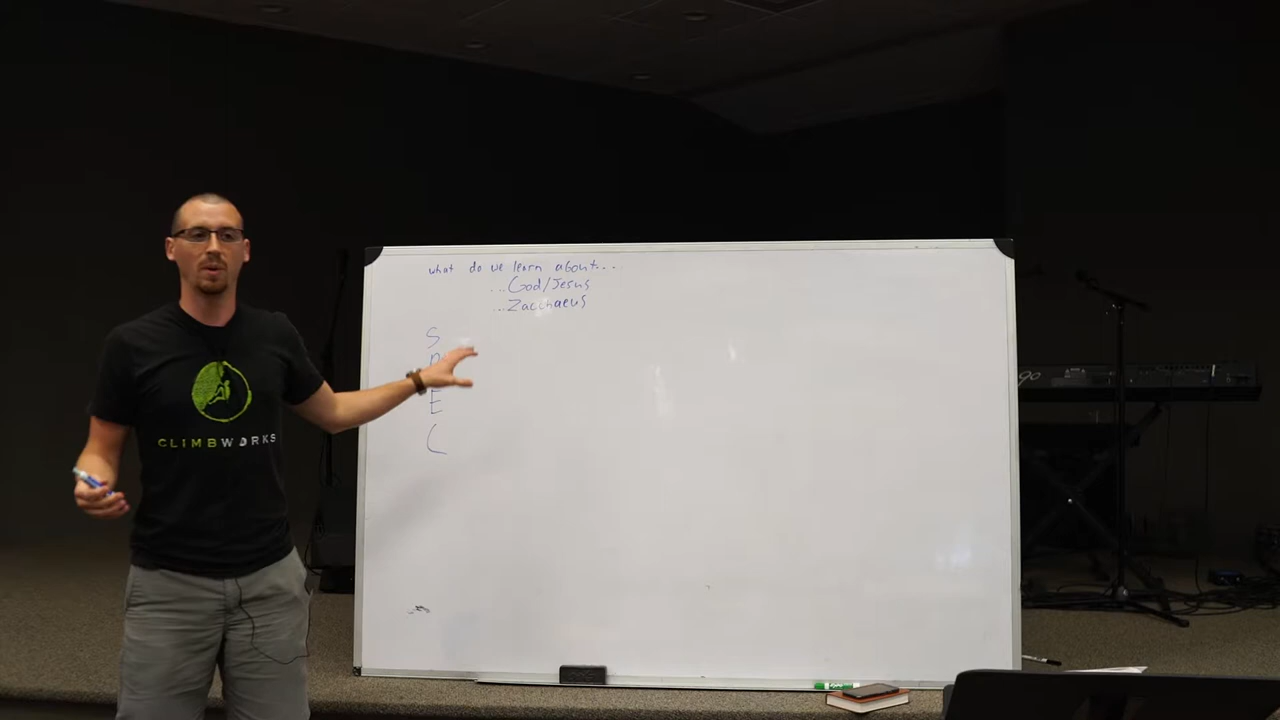 what do we learn about...
...God/Jesus
...Zacchaeus
S
P
E
C
CLIMBWORKS